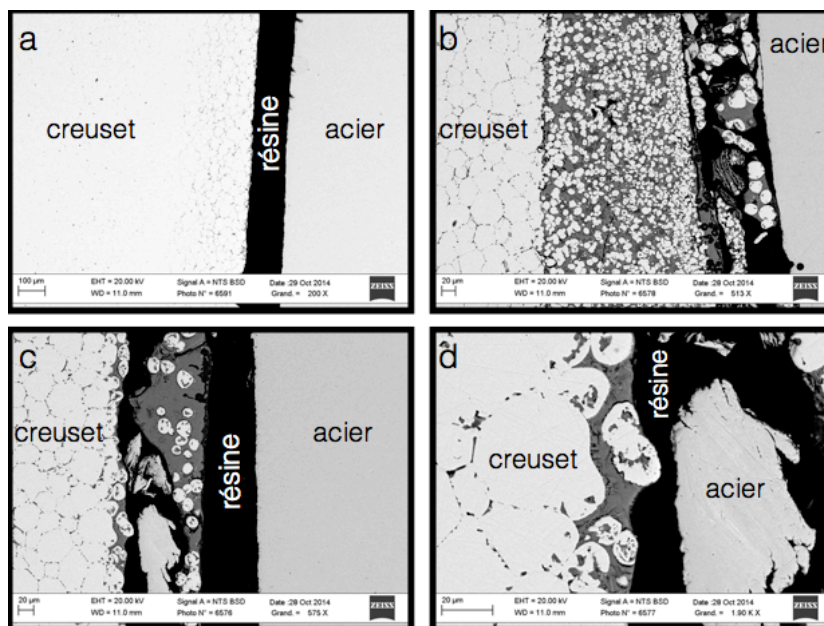 a
creuset
résine
acier
100 µm
EHT = 20.00 kV Signal A = NTS BSD Date :29 Oct 2014
WD = 11.0 mm Photo N° = 6591 Grand. = 200 X
ZEISS
b
acier
creuset
20 µm
EHT = 20.00 kV Signal A = NTS BSD Date :28 Oct 2014
WD = 11.0 mm Photo N° = 6578 Grand. = 513 X
ZEISS
c
creuset
résine
acier
20 µm
EHT = 20.00 kV Signal A = NTS BSD Date :28 Oct 2014
WD = 11.0 mm Photo N° = 6576 Grand. = 575 X
ZEISS
d
résine
creuset
acier
20 µm
EHT = 20.00 kV Signal A = NTS BSD Date :28 Oct 2014
WD = 11.0 mm Photo N° = 6577 Grand. = 1.90 K X
ZEISS